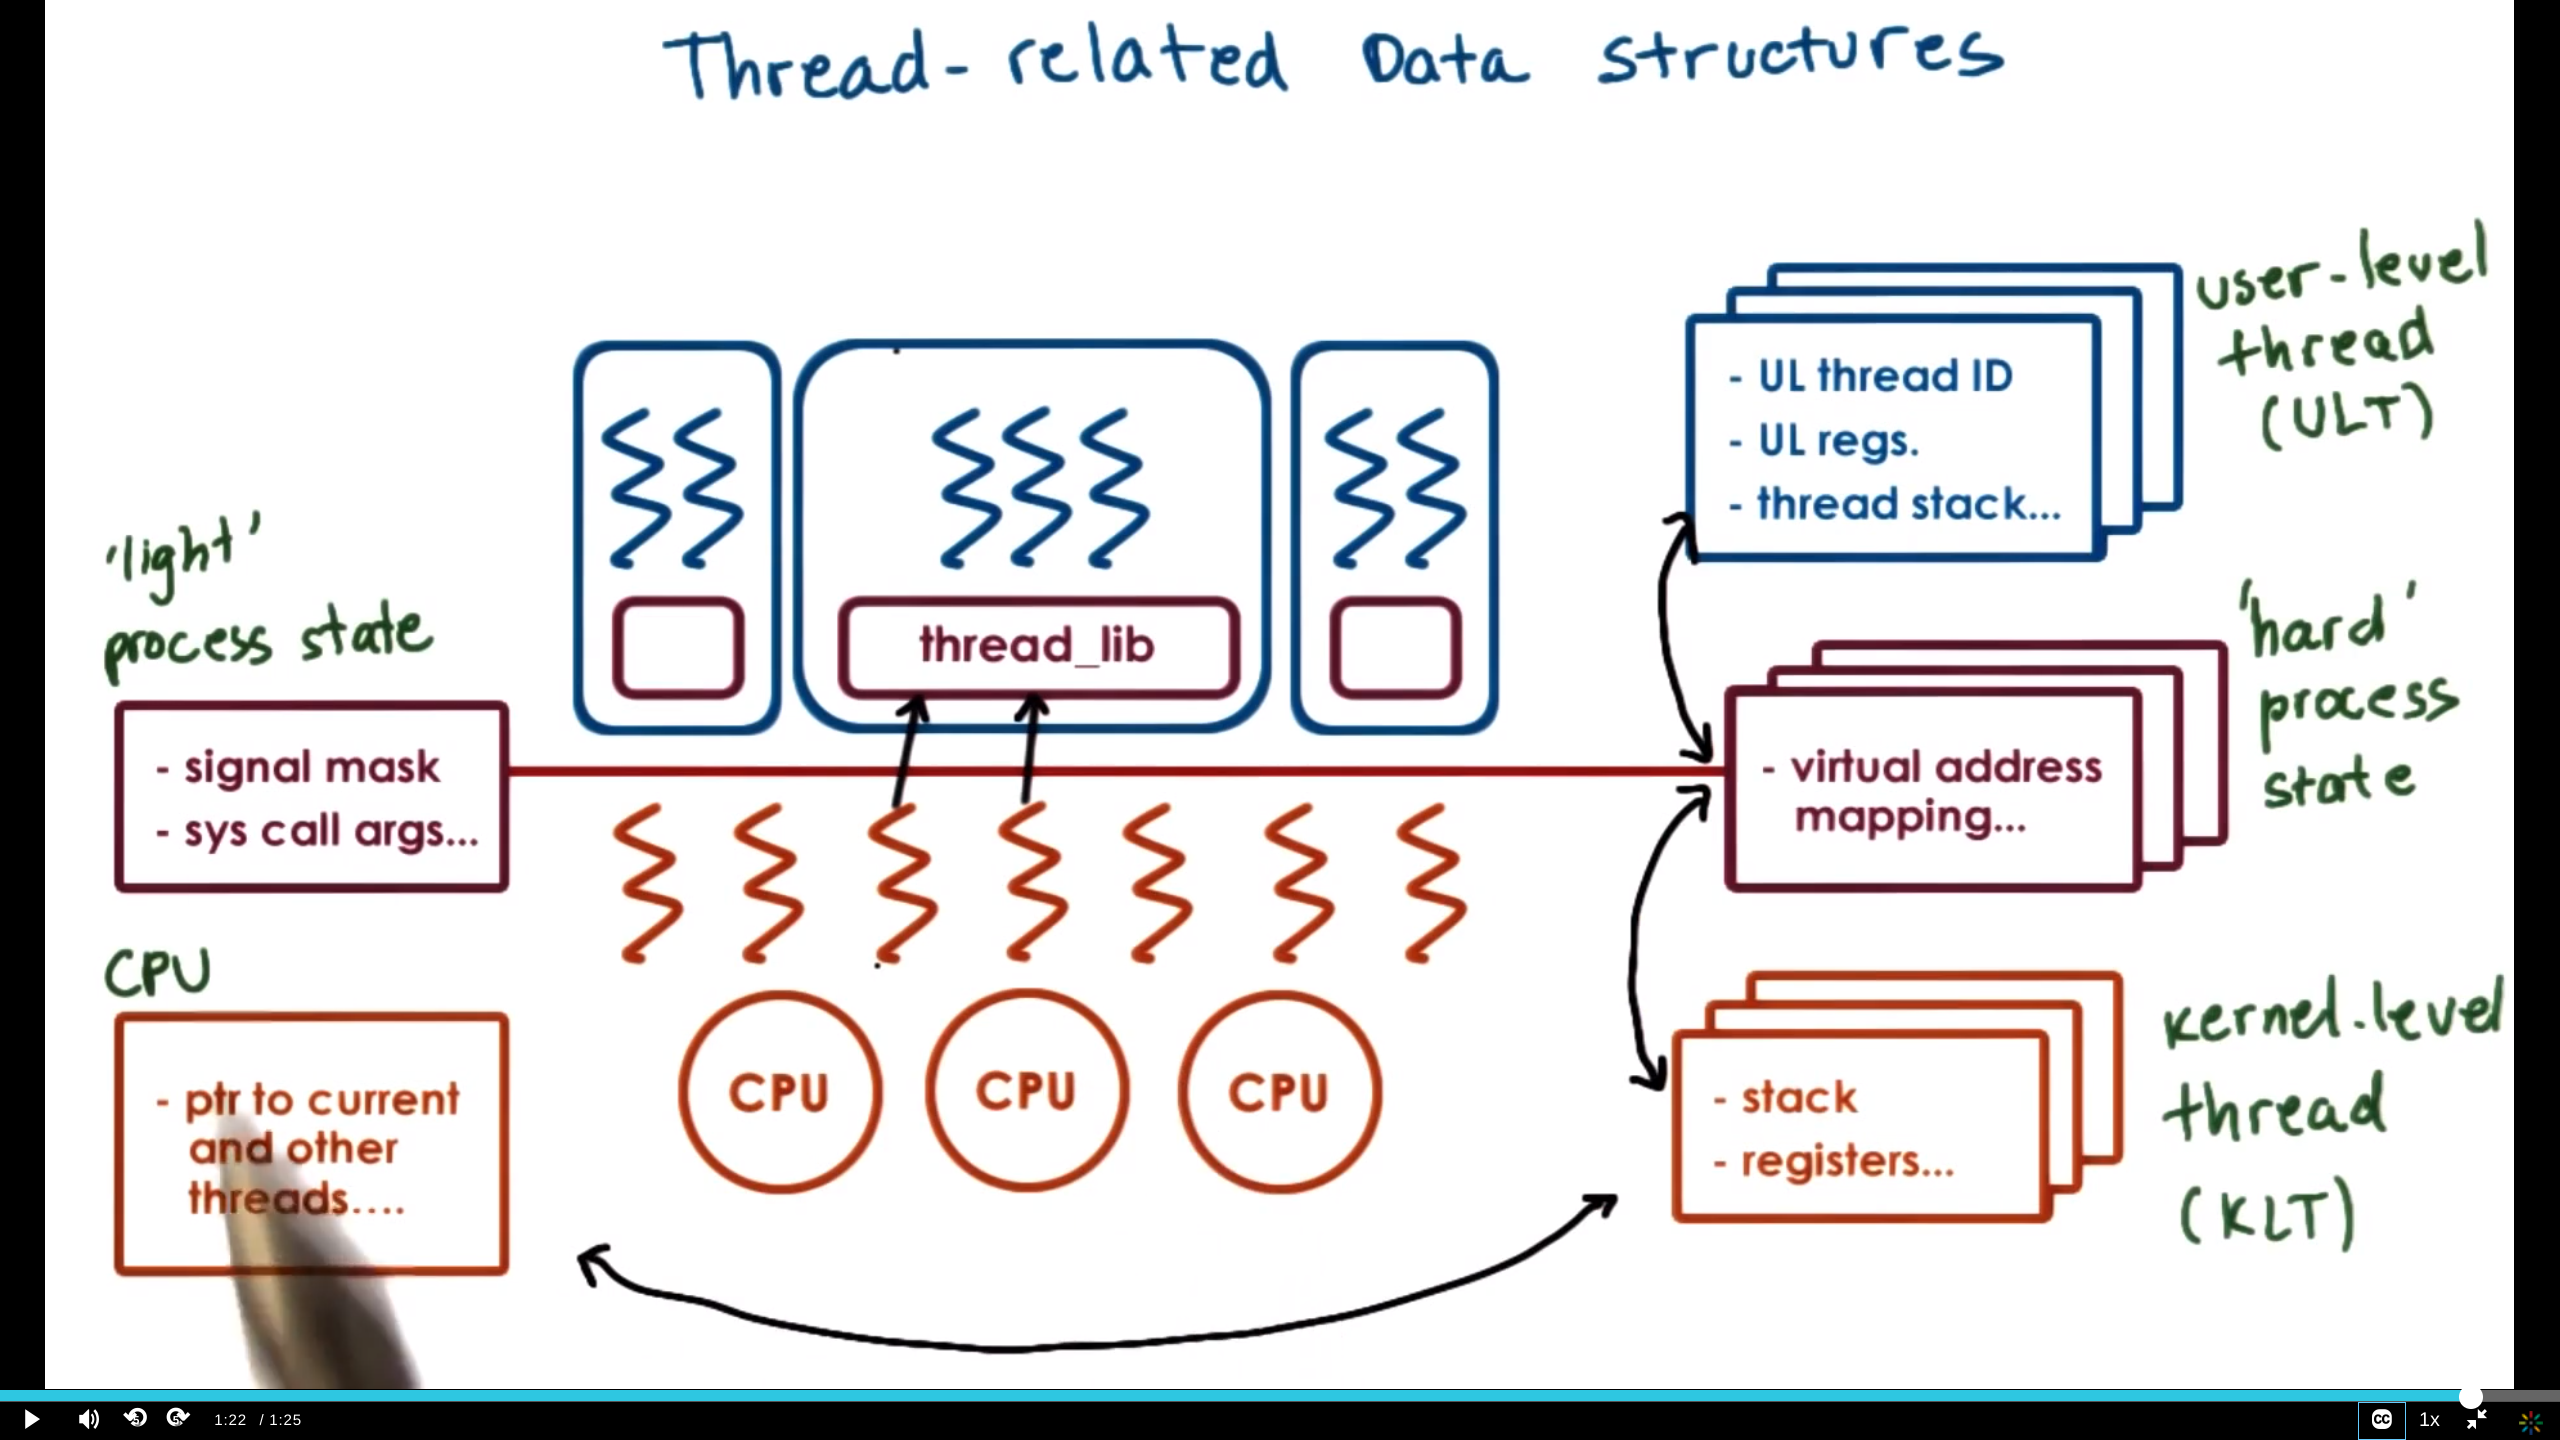 Thread-related Data structures
user-level
thread
(ULT)
- UL thread ID
- UL regs.
- thread stack...
'light'
process state
- signal mask
- sys call args...
thread_lib
'hard'
process
state
- virtual address
mapping...
CPU
- ptr to current
and other
threads....
CPU
CPU
CPU
kernel-level
thread
(KLT)
- stack
- registers...
1:22 / 1:25
CC
1x